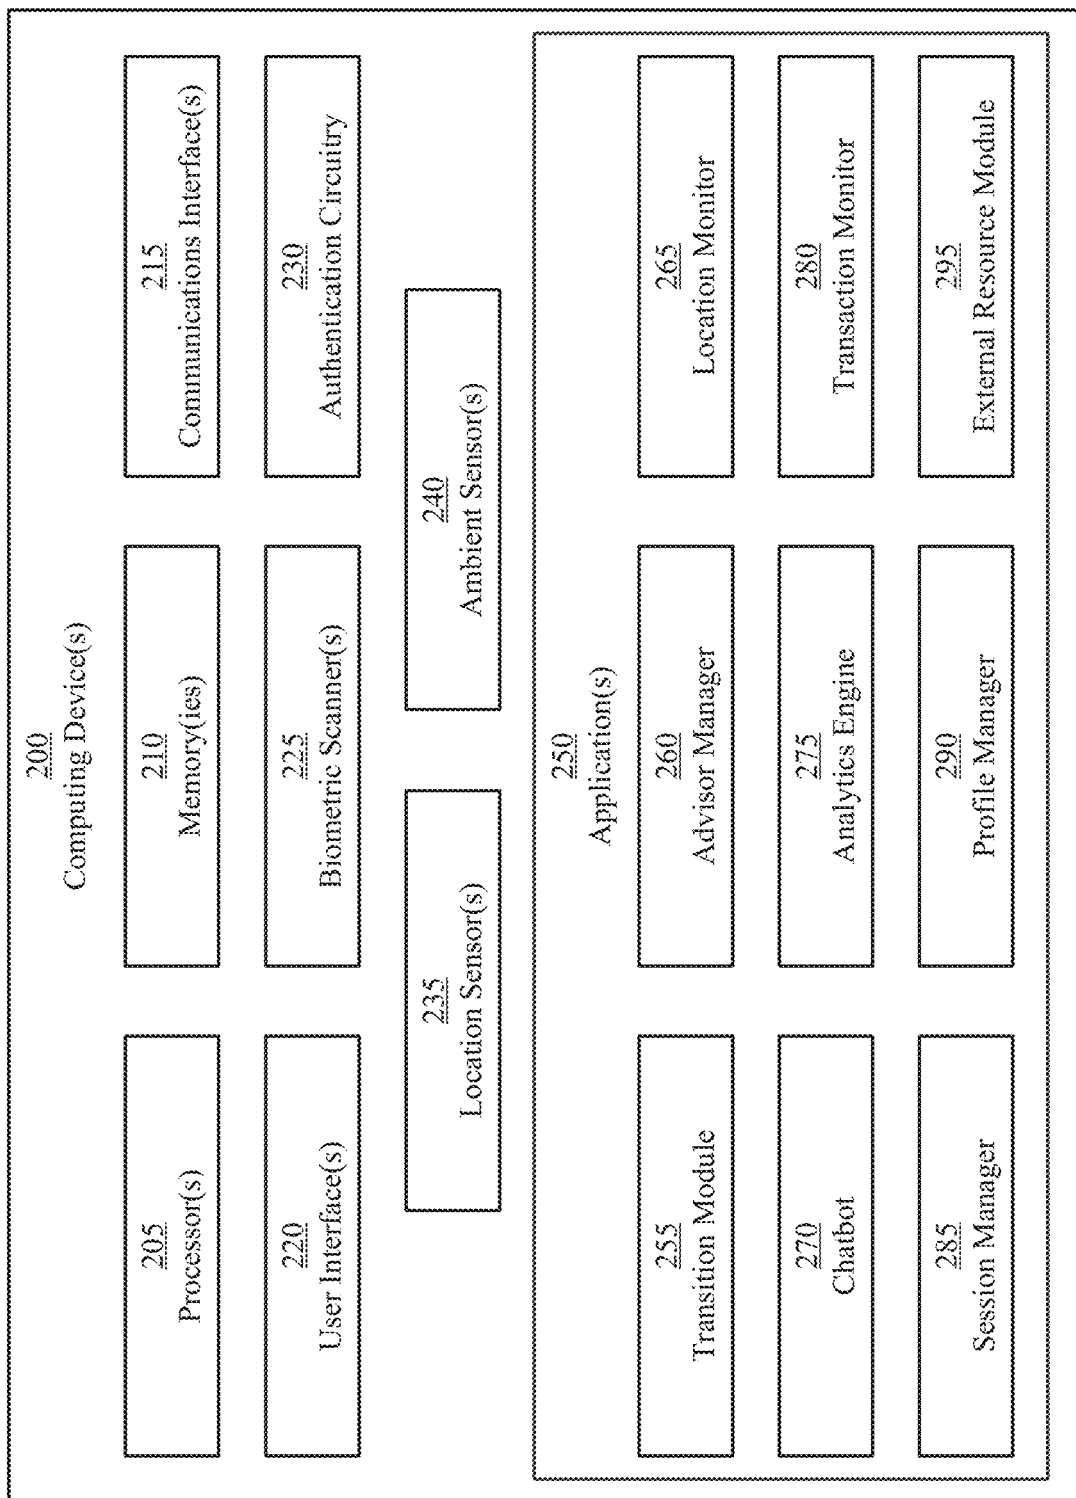 200
Computing Device(s)
205
Processor(s)
210
Memory(ies)
215
Communications Interface(s)
220
User Interface(s)
225
Biometric Scanner(s)
230
Authentication Circuitry
235
Location Sensor(s)
240
Ambient Sensor(s)
250
Application(s)
255
Transition Module
260
Advisor Manager
265
Location Monitor
270
Chatbot
275
Analytics Engine
280
Transaction Monitor
285
Session Manager
290
Profile Manager
295
External Resource Module